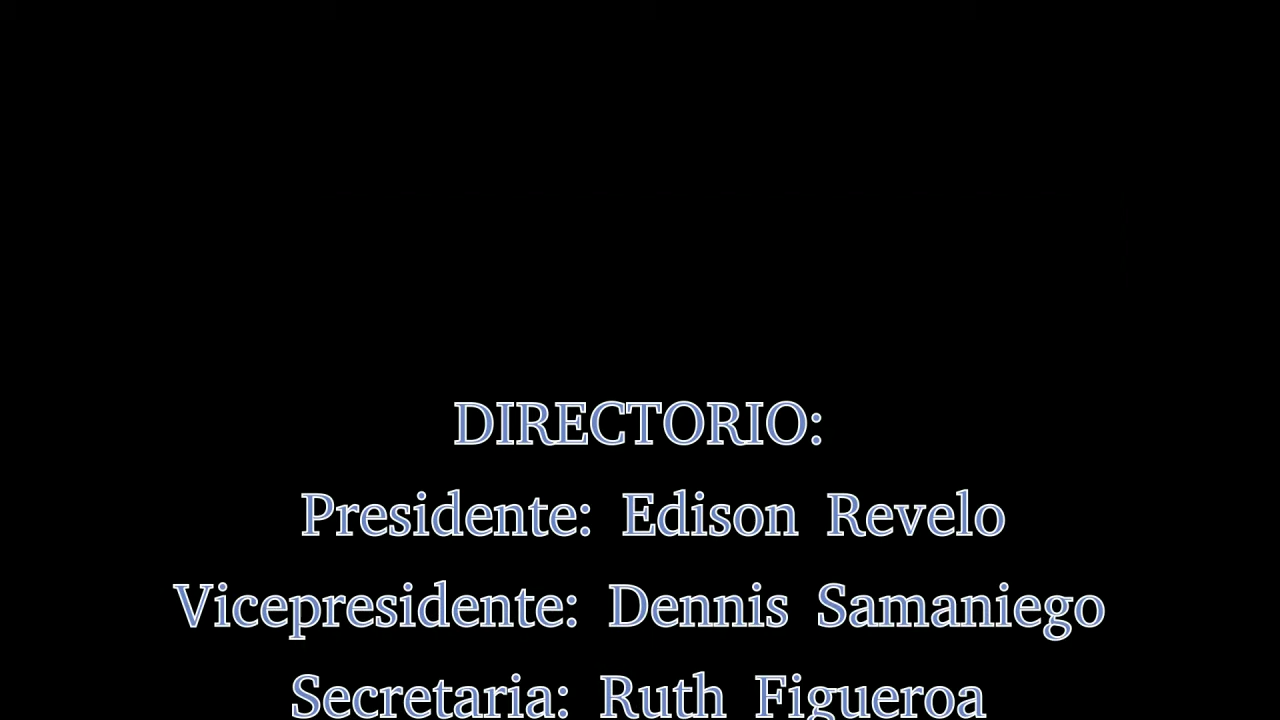 DIRECTORIO:
Presidente: Edison Revelo
Vicepresidente: Dennis Samaniego
Secretaria: Ruth Figueroa